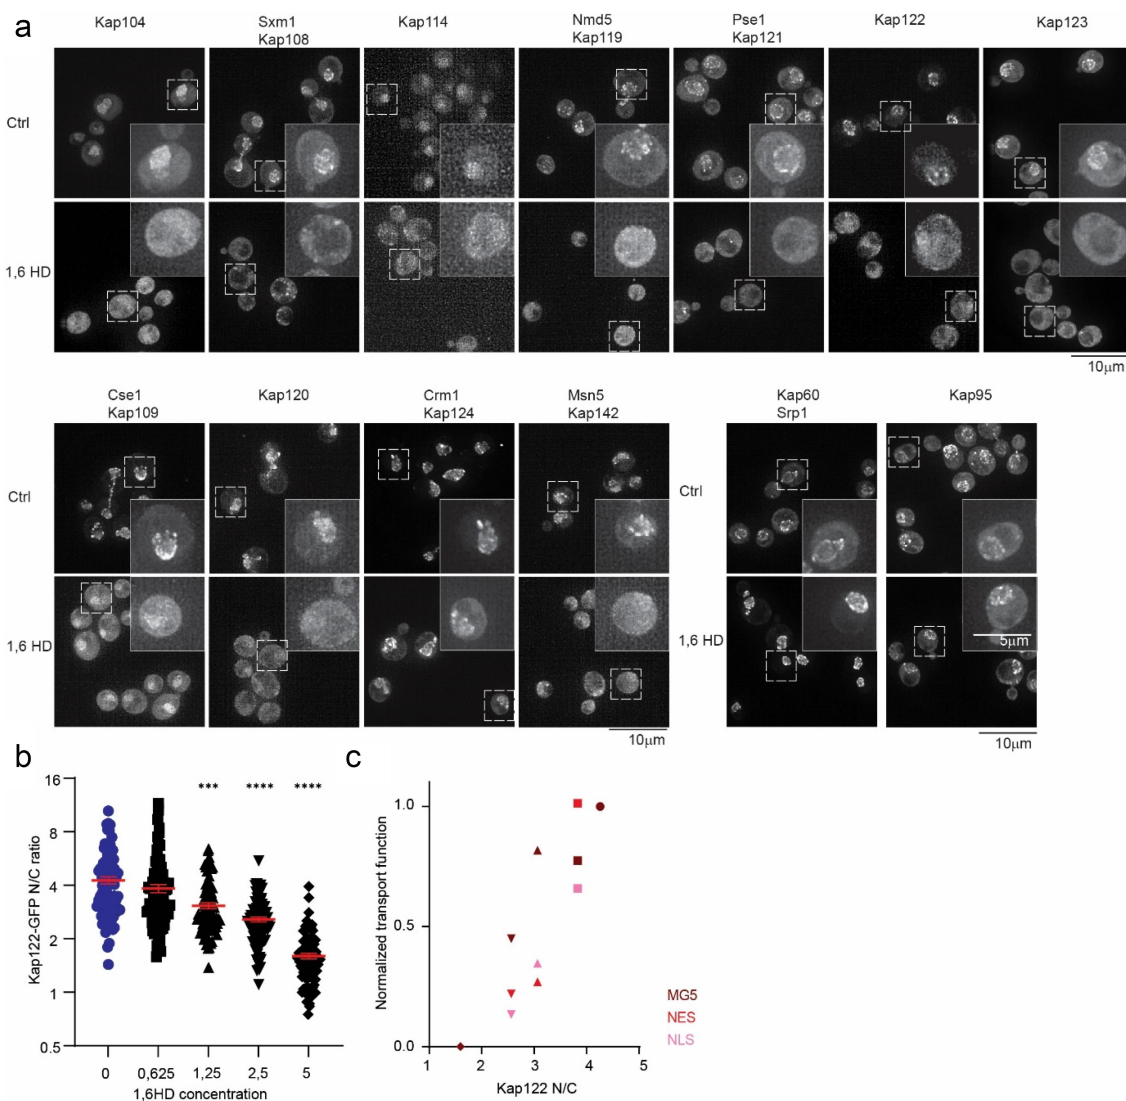 a
Kap104
Sxm1
Kap108
Kap114
Nmd5
Kap119
Pse1
Kap121
Kap122
Kap123
Ctrl
1,6 HD
10μm
Cse1
Kap109
Kap120
Crm1
Kap124
Msn5
Kap142
Kap60
Srp1
Kap95
Ctrl
Ctrl
1,6 HD
1,6 HD
5μm
10μm
10μm
b
Kap122-GFP N/C ratio
16
8
4
2
1
0.5
*** **** ****
0 0,625 1,25 2,5 5
1,6HD concentration
c
Normalized transport function
1.0
0.5
0.0
1 2 3 4 5
Kap122 N/C
MG5
NES
NLS